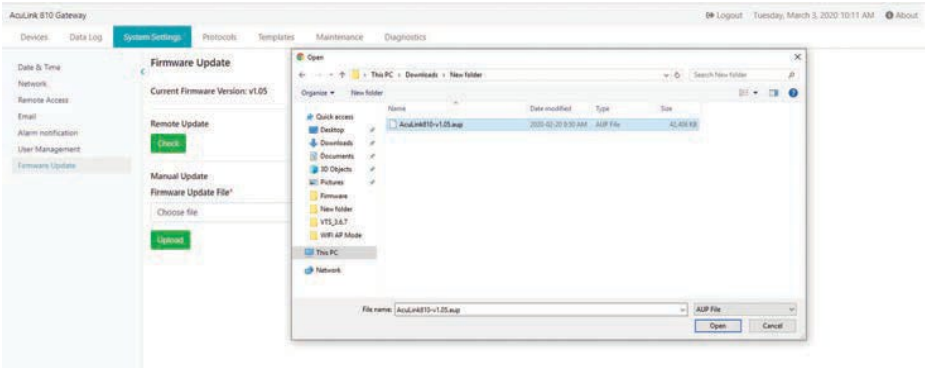 AcuLink 810 Gateway
Logout Tuesday, March 3, 2020 10:11 AM About
Devices Data Log System Settings Protocols Templates Maintenance Diagnostics
Date & Time
Network
Remote Access
Email
Alarm notification
User Management
Firmware Update
Firmware Update
Current Firmware Version: v1.05
Remote Update
Check
Manual Update
Firmware Update File*
Choose file
Upload
Open
This PC › Downloads › New folder
Search New folder
Organize New folder
Name Date modified Type Size
AcuLink810-v1.05.aup 2020-02-20 9:30 AM AUP File
Quick access
Desktop
Downloads
Documents
3D Objects
Pictures
Firmware
New folder
VTS_3.6.7
WIFI AP Mode
This PC
Network
File name: AcuLink810-v1.05.aup AUP File
Open Cancel